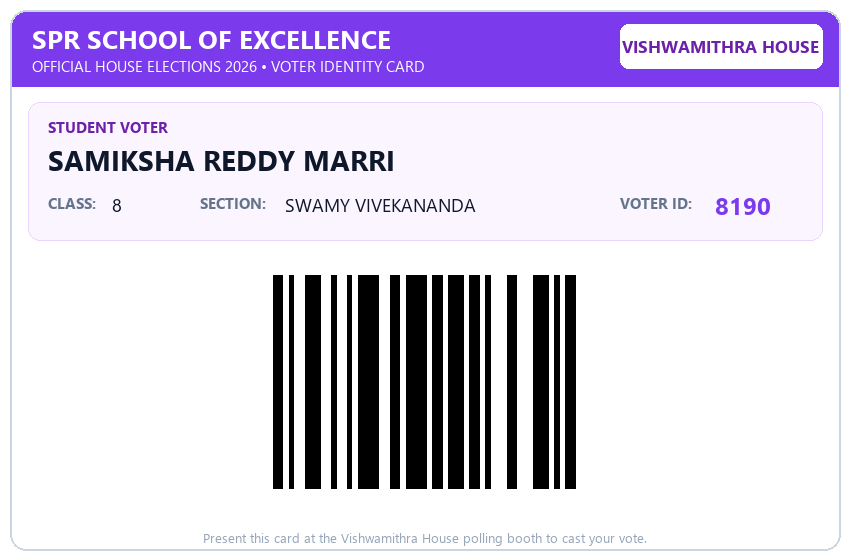 SPR SCHOOL OF EXCELLENCE
OFFICIAL HOUSE ELECTIONS 2026 • VOTER IDENTITY CARD
VISHWAMITHRA HOUSE
STUDENT VOTER
SAMIKSHA REDDY MARRI
CLASS: 8 SECTION: SWAMY VIVEKANANDA VOTER ID: 8190
Present this card at the Vishwamithra House polling booth to cast your vote.